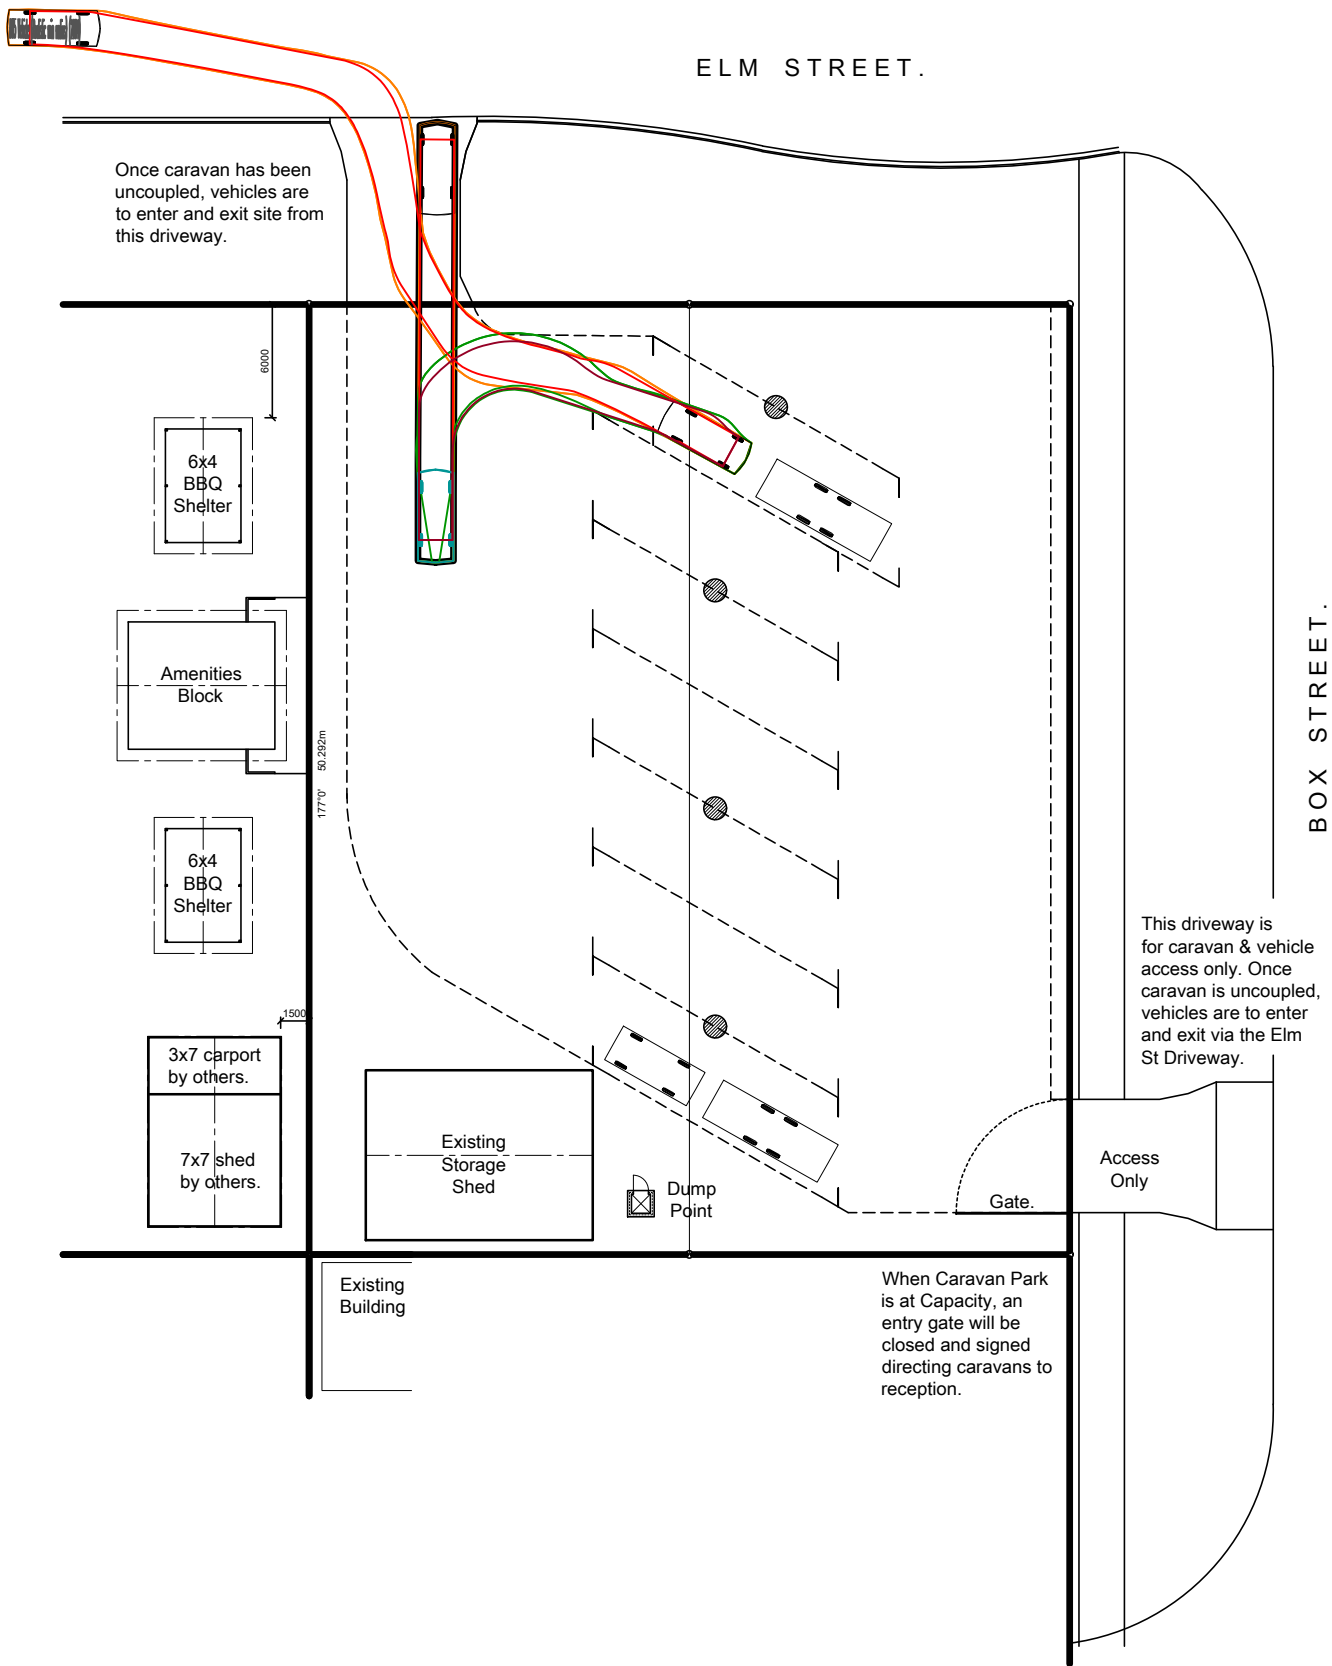 ELM STREET.
Once caravan has been
uncoupled, vehicles are
to enter and exit site from
this driveway.
6000
6x4
BBQ
Shelter
Amenities
Block
177°0' 50.292m
BOX STREET.
6x4
BBQ
Shelter
This driveway is
for caravan & vehicle
access only. Once
caravan is uncoupled,
vehicles are to enter
and exit via the Elm
St Driveway.
1500
3x7 carport
by others.
7x7 shed
by others.
Existing
Storage
Shed
Dump
Point
Gate.
Access
Only
Existing
Building
When Caravan Park
is at Capacity, an
entry gate will be
closed and signed
directing caravans to
reception.